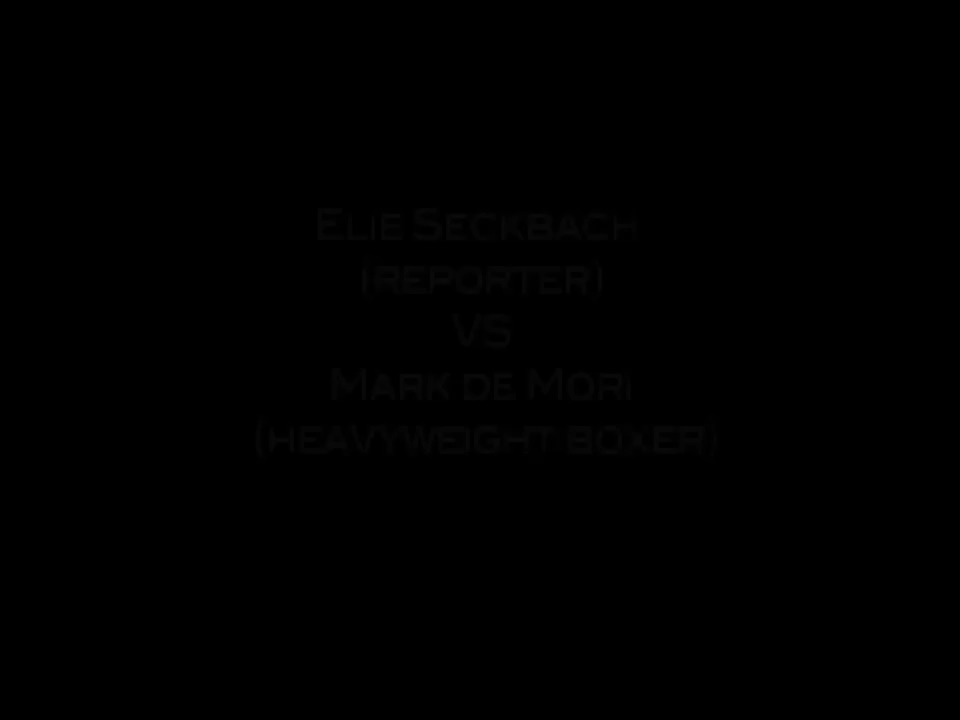 Elie Seckbach
(reporter)
VS
Mark de Mori
(heavyweight boxer)